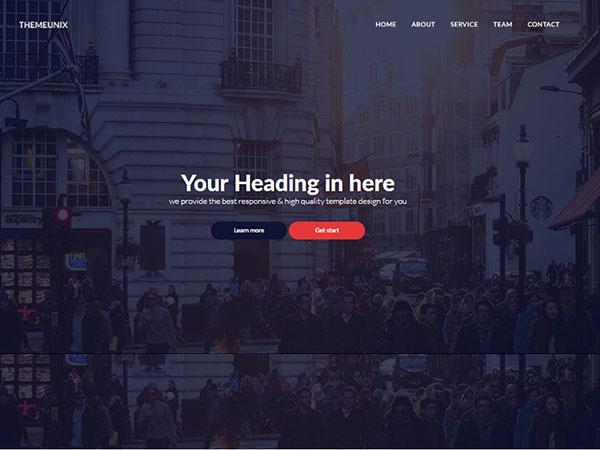 THEMEUNIX
HOME ABOUT SERVICE TEAM CONTACT
Your Heading in here
we provide the best responsive & high quality template design for you
Learn more Get start